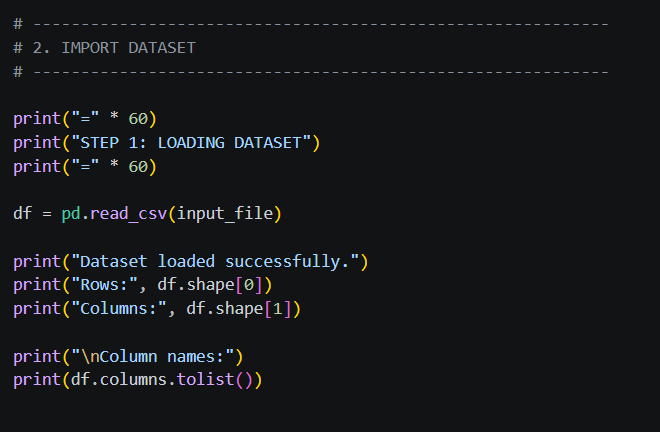 # ------------------------------------------------------------
# 2. IMPORT DATASET
# ------------------------------------------------------------
print("=" * 60)
print("STEP 1: LOADING DATASET")
print("=" * 60)
df = pd.read_csv(input_file)
print("Dataset loaded successfully.")
print("Rows:", df.shape[0])
print("Columns:", df.shape[1])
print("\nColumn names:")
print(df.columns.tolist())